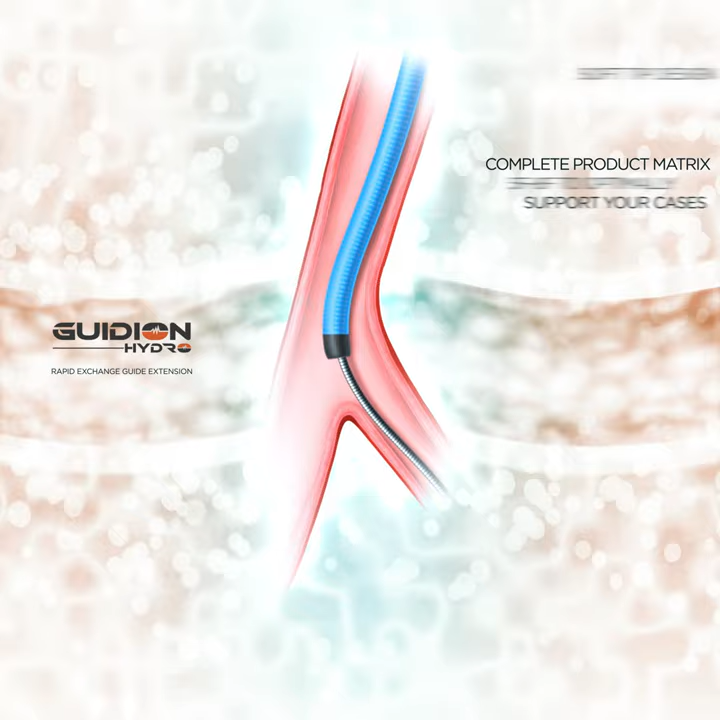 COMPLETE PRODUCT MATRIX
SUPPORT YOUR CASES
GUIDION
HYDRO
RAPID EXCHANGE GUIDE EXTENSION